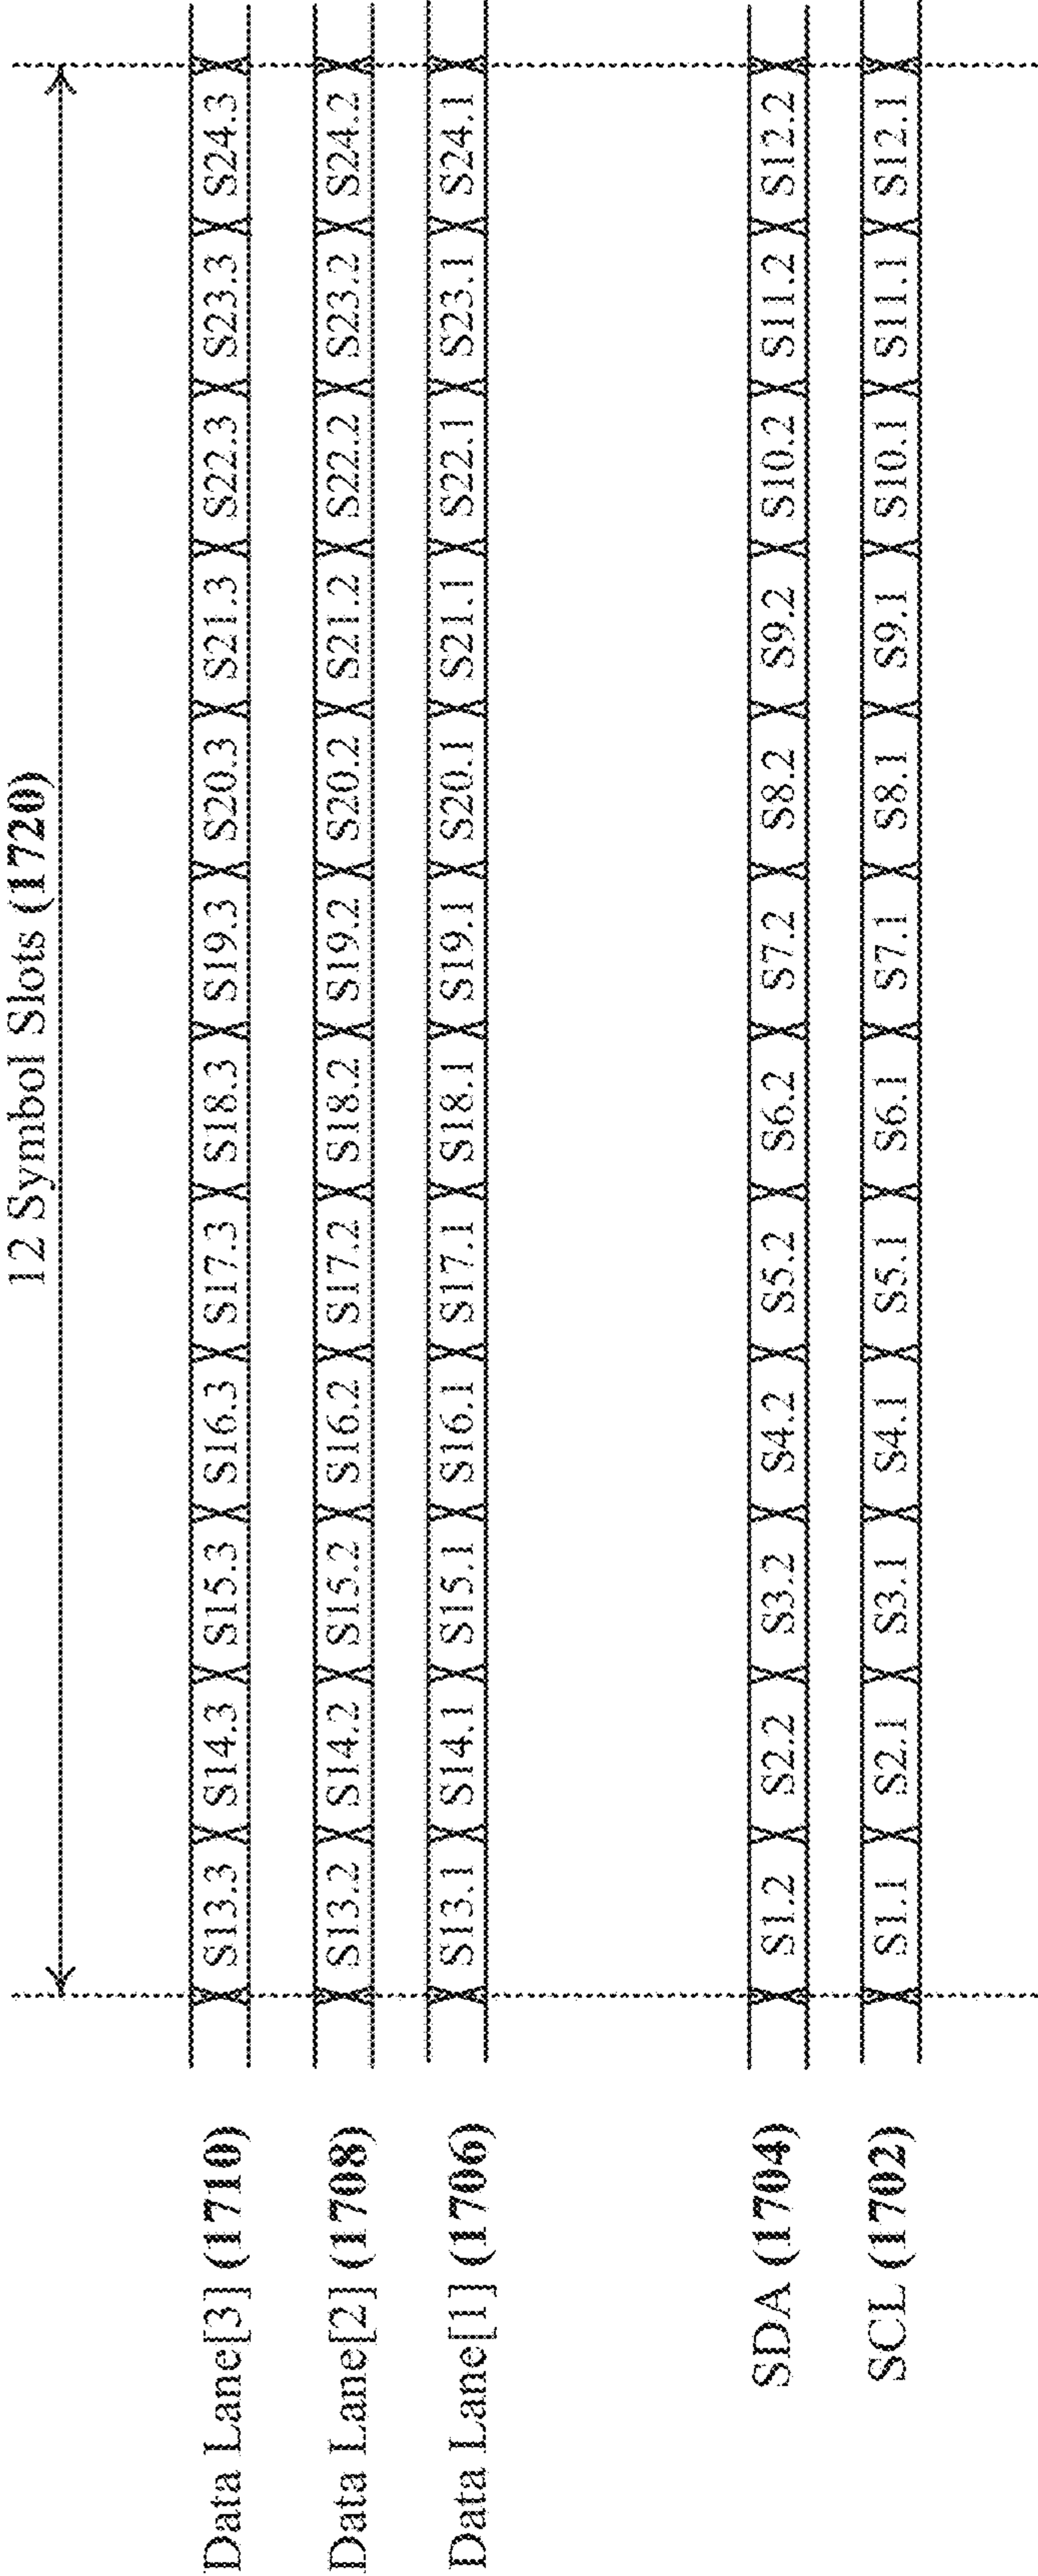 12 Symbol Slots (1720)
Data Lane[3] (1710) S13.3 S14.3 S15.3 S16.3 S17.3 S18.3 S19.3 S20.3 S21.3 S22.3 S23.3 S24.3
Data Lane[2] (1708) S13.2 S14.2 S15.2 S16.2 S17.2 S18.2 S19.2 S20.2 S21.2 S22.2 S23.2 S24.2
Data Lane[1] (1706) S13.1 S14.1 S15.1 S16.1 S17.1 S18.1 S19.1 S20.1 S21.1 S22.1 S23.1 S24.1
SDA (1704) S1.2 S2.2 S3.2 S4.2 S5.2 S6.2 S7.2 S8.2 S9.2 S10.2 S11.2 S12.2
SCL (1702) S1.1 S2.1 S3.1 S4.1 S5.1 S6.1 S7.1 S8.1 S9.1 S10.1 S11.1 S12.1